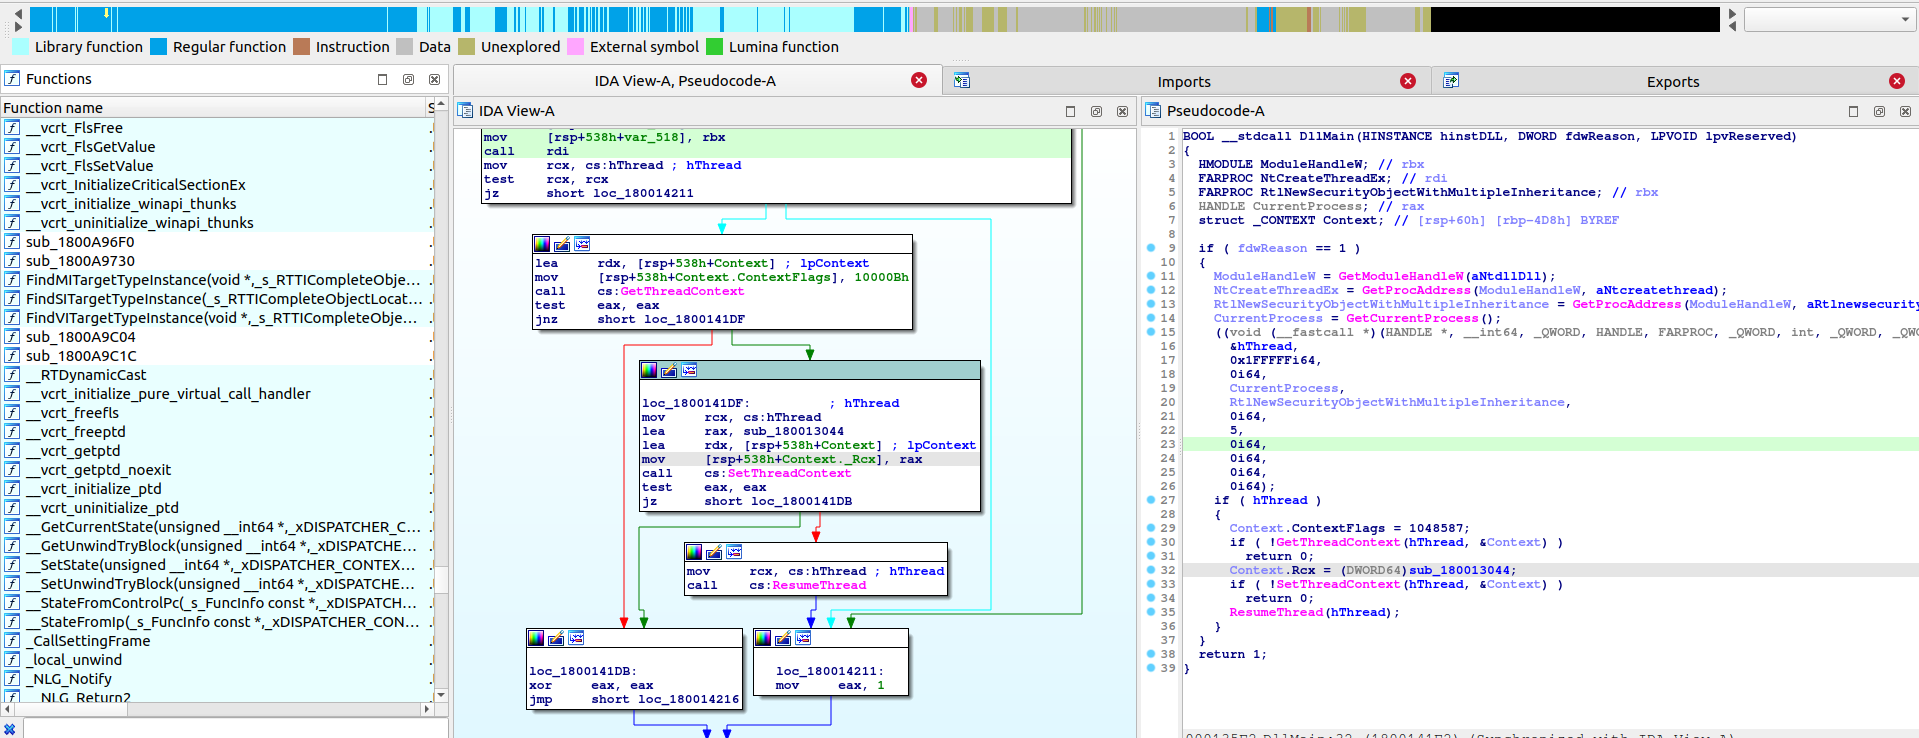 Library function Regular function Instruction Data Unexplored External symbol Lumina function
Functions
Function name
__vcrt_FlsFree
__vcrt_FlsGetValue
__vcrt_FlsSetValue
__vcrt_InitializeCriticalSectionEx
__vcrt_initialize_winapi_thunks
__vcrt_uninitialize_winapi_thunks
sub_1800A96F0
sub_1800A9730
FindMITargetTypeInstance(void *,_s_RTTICompleteObje…
FindSITargetTypeInstance(_s_RTTICompleteObjectLocat…
FindVITargetTypeInstance(void *,_s_RTTICompleteObje…
sub_1800A9C04
sub_1800A9C1C
__RTDynamicCast
__vcrt_initialize_pure_virtual_call_handler
__vcrt_freefls
__vcrt_freeptd
__vcrt_getptd
__vcrt_getptd_noexit
__vcrt_initialize_ptd
__vcrt_uninitialize_ptd
__GetCurrentState(unsigned __int64 *,_xDISPATCHER_C…
__GetUnwindTryBlock(unsigned __int64 *,_xDISPATCHE…
__SetState(unsigned __int64 *,_xDISPATCHER_CONTEX…
__SetUnwindTryBlock(unsigned __int64 *,_xDISPATCHE…
__StateFromControlPc(_s_FuncInfo const *,_xDISPATCH…
__StateFromIp(_s_FuncInfo const *,_xDISPATCHER_CON…
_CallSettingFrame
_local_unwind
_NLG_Notify
__NLG_Return2
IDA View-A, Pseudocode-A
Imports
Exports
IDA View-A
mov [rsp+538h+var_518], rbx
call rdi
mov rcx, cs:hThread ; hThread
test rcx, rcx
jz short loc_180014211
lea rdx, [rsp+538h+Context] ; lpContext
mov [rsp+538h+Context.ContextFlags], 10000Bh
call cs:GetThreadContext
test eax, eax
jnz short loc_1800141DF
loc_1800141DF: ; hThread
mov rcx, cs:hThread
lea rax, sub_180013044
lea rdx, [rsp+538h+Context] ; lpContext
mov [rsp+538h+Context._Rcx], rax
call cs:SetThreadContext
test eax, eax
jz short loc_1800141DB
mov rcx, cs:hThread ; hThread
call cs:ResumeThread
loc_1800141DB:
xor eax, eax
jmp short loc_180014216
loc_180014211:
mov eax, 1
Pseudocode-A
1 BOOL __stdcall DllMain(HINSTANCE hinstDLL, DWORD fdwReason, LPVOID lpvReserved)
2 {
3 HMODULE ModuleHandleW; // rbx
4 FARPROC NtCreateThreadEx; // rdi
5 FARPROC RtlNewSecurityObjectWithMultipleInheritance; // rbx
6 HANDLE CurrentProcess; // rax
7 struct _CONTEXT Context; // [rsp+60h] [rbp-4D8h] BYREF
8
9 if ( fdwReason == 1 )
10 {
11 ModuleHandleW = GetModuleHandleW(aNtdllDll);
12 NtCreateThreadEx = GetProcAddress(ModuleHandleW, aNtcreatethread);
13 RtlNewSecurityObjectWithMultipleInheritance = GetProcAddress(ModuleHandleW, aRtlnewsecurity
14 CurrentProcess = GetCurrentProcess();
15 ((void (__fastcall *)(HANDLE *, __int64, _QWORD, HANDLE, FARPROC, _QWORD, int, _QWORD, _QWO
16 &hThread,
17 0x1FFFFFi64,
18 0i64,
19 CurrentProcess,
20 RtlNewSecurityObjectWithMultipleInheritance,
21 0i64,
22 5,
23 0i64,
24 0i64,
25 0i64,
26 0i64);
27 if ( hThread )
28 {
29 Context.ContextFlags = 1048587;
30 if ( !GetThreadContext(hThread, &Context) )
31 return 0;
32 Context.Rcx = (DWORD64)sub_180013044;
33 if ( !SetThreadContext(hThread, &Context) )
34 return 0;
35 ResumeThread(hThread);
36 }
37 }
38 return 1;
39 }